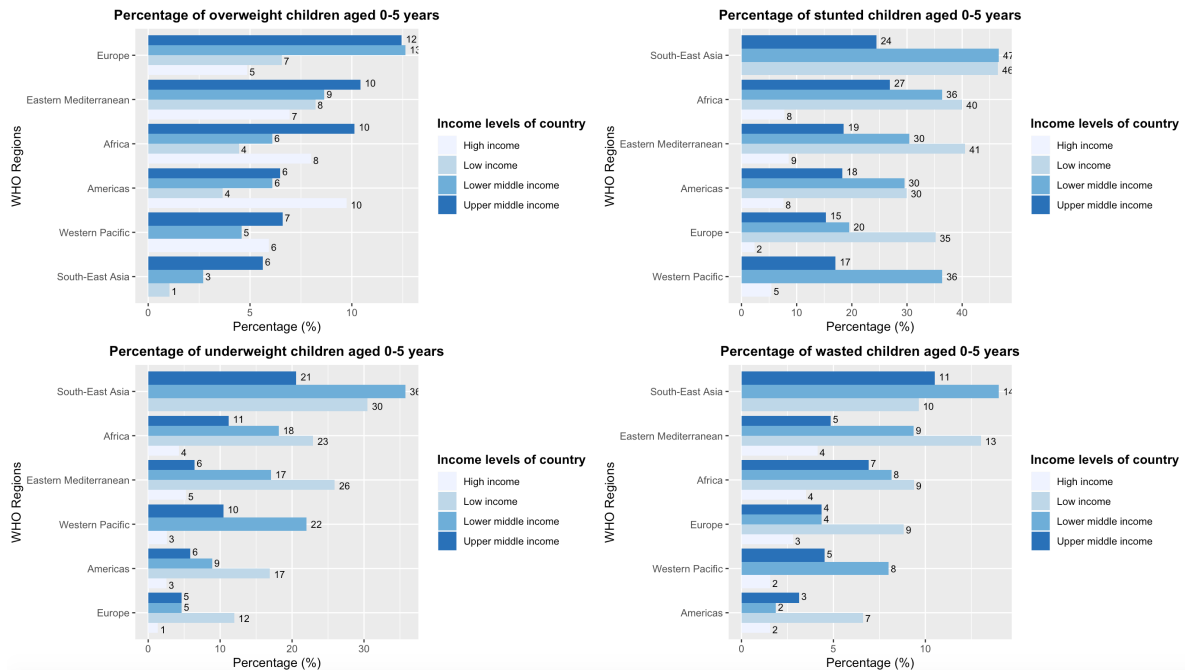 Percentage of overweight children aged 0-5 years
WHO Regions
Europe
12
13
7
5
Eastern Mediterranean
10
9
8
7
Africa
10
6
4
8
Americas
6
6
4
10
Western Pacific
7
5
6
South-East Asia
6
3
1
0 5 10
Percentage (%)
Income levels of country
High income
Low income
Lower middle income
Upper middle income
Percentage of stunted children aged 0-5 years
WHO Regions
South-East Asia
24
47
46
Africa
27
36
40
8
Eastern Mediterranean
19
30
41
9
Americas
18
30
30
8
Europe
15
20
35
2
Western Pacific
17
36
5
0 10 20 30 40
Percentage (%)
Income levels of country
High income
Low income
Lower middle income
Upper middle income
Percentage of underweight children aged 0-5 years
WHO Regions
South-East Asia
21
36
30
Africa
11
18
23
4
Eastern Mediterranean
6
17
26
5
Western Pacific
10
22
3
Americas
6
9
17
3
Europe
5
5
12
1
0 10 20 30
Percentage (%)
Income levels of country
High income
Low income
Lower middle income
Upper middle income
Percentage of wasted children aged 0-5 years
WHO Regions
South-East Asia
11
14
10
Eastern Mediterranean
5
9
13
4
Africa
7
8
9
4
Europe
4
4
9
3
Western Pacific
5
8
2
Americas
3
2
7
2
0 5 10
Percentage (%)
Income levels of country
High income
Low income
Lower middle income
Upper middle income